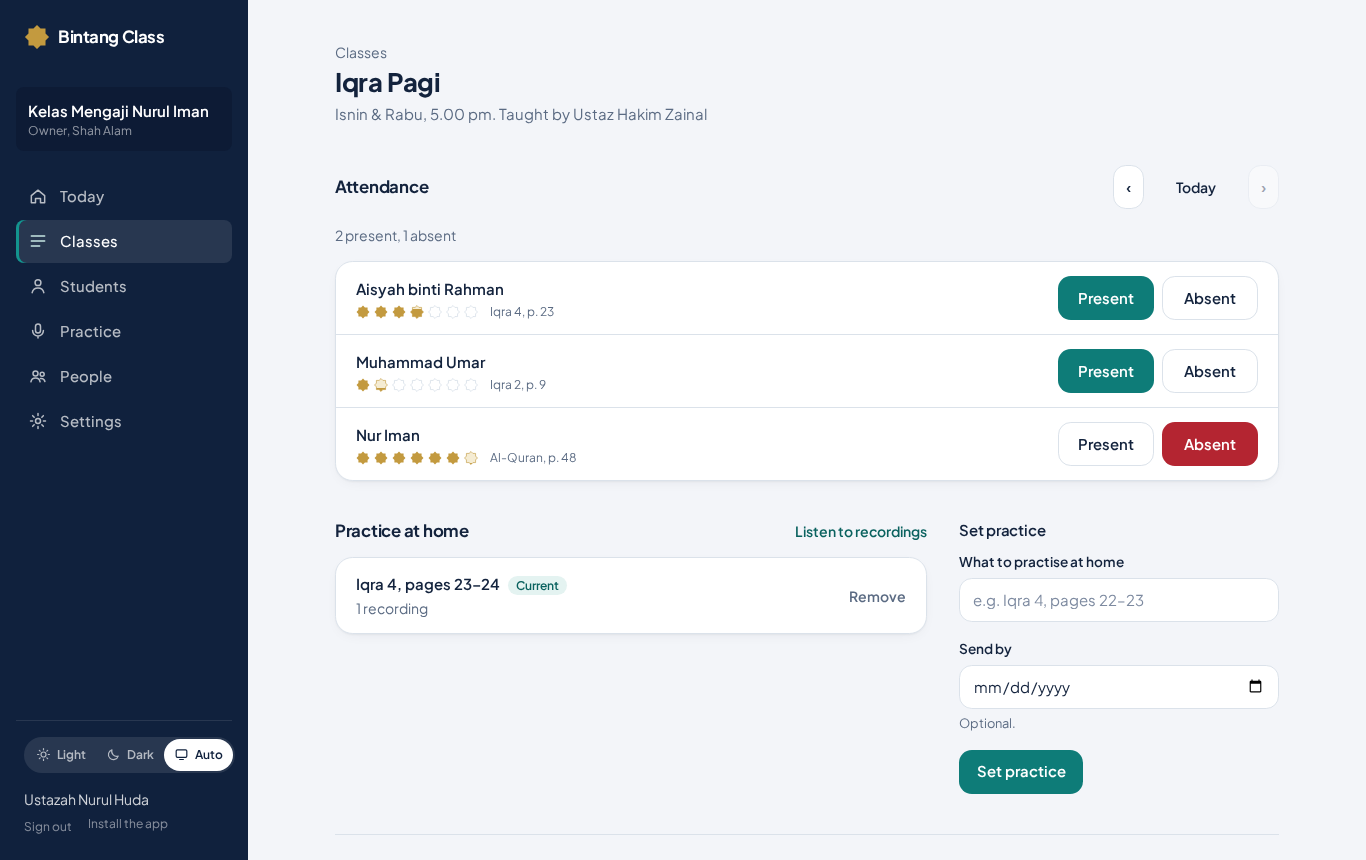 Bintang Class
Kelas Mengaji Nurul Iman
Owner, Shah Alam
Today
Classes
Students
Practice
People
Settings
Light Dark Auto
Ustazah Nurul Huda
Sign out Install the app
Classes
Iqra Pagi
Isnin & Rabu, 5.00 pm. Taught by Ustaz Hakim Zainal
Attendance
‹ Today ›
2 present, 1 absent
Aisyah binti Rahman
Iqra 4, p. 23
Present Absent
Muhammad Umar
Iqra 2, p. 9
Present Absent
Nur Iman
Al-Quran, p. 48
Present Absent
Practice at home
Listen to recordings
Iqra 4, pages 23–24 Current
1 recording
Remove
Set practice
What to practise at home
e.g. Iqra 4, pages 22–23
Send by
mm/dd/yyyy
Optional.
Set practice